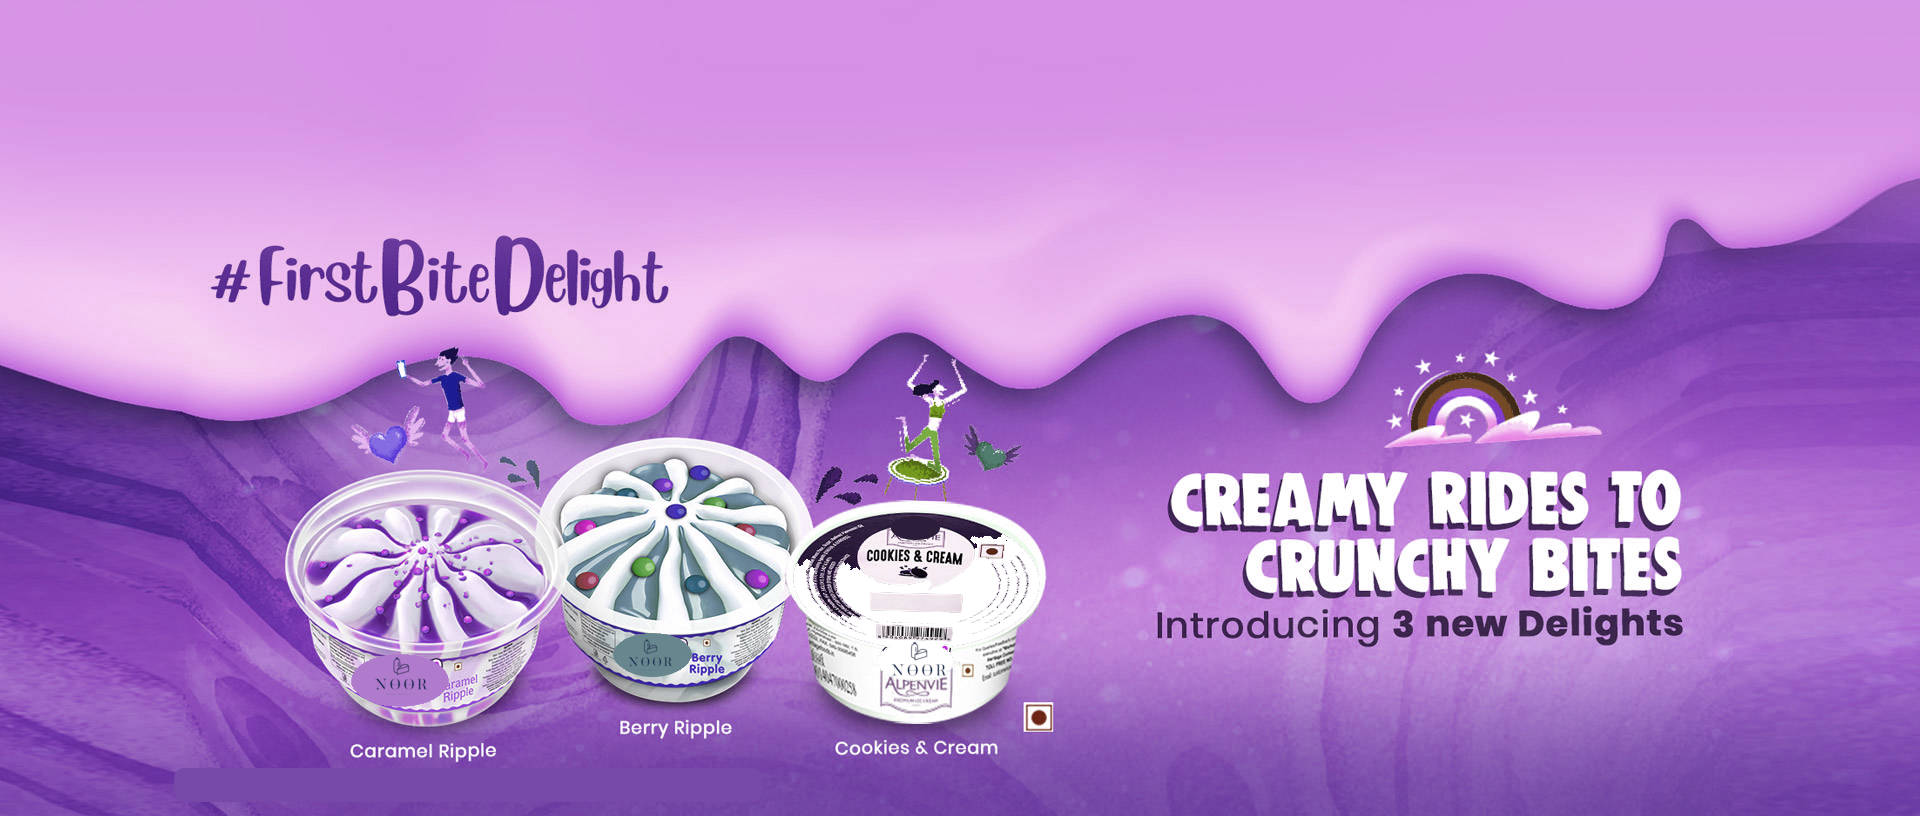 #FirstBiteDelight
CREAMY RIDES TO
CRUNCHY BITES
Introducing 3 new Delights
COOKIES & CREAM
NOOR
Ripple
NOOR
Berry
Ripple
NOOR
ALPENVIE
Caramel Ripple
Berry Ripple
Cookies & Cream